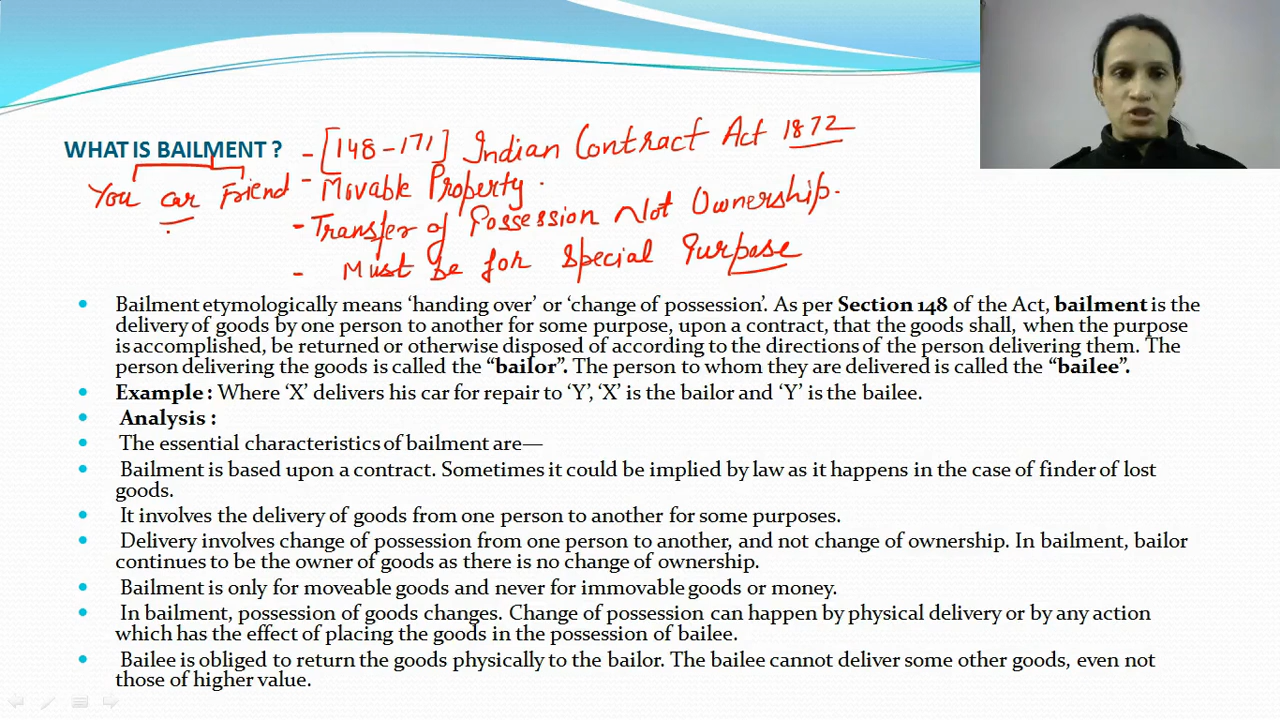 WHAT IS BAILMENT ? - [148-171] Indian Contract Act 1872
You car Friend - Movable Property.
- Transfer of Possession Not Ownership.
- Must be for Special Purpose
• Bailment etymologically means ‘handing over’ or ‘change of possession’. As per Section 148 of the Act, bailment is the
delivery of goods by one person to another for some purpose, upon a contract, that the goods shall, when the purpose
is accomplished, be returned or otherwise disposed of according to the directions of the person delivering them. The
person delivering the goods is called the “bailor”. The person to whom they are delivered is called the “bailee”.
• Example : Where ‘X’ delivers his car for repair to ‘Y’, ‘X’ is the bailor and ‘Y’ is the bailee.
• Analysis :
• The essential characteristics of bailment are—
• Bailment is based upon a contract. Sometimes it could be implied by law as it happens in the case of finder of lost
goods.
• It involves the delivery of goods from one person to another for some purposes.
• Delivery involves change of possession from one person to another, and not change of ownership. In bailment, bailor
continues to be the owner of goods as there is no change of ownership.
• Bailment is only for moveable goods and never for immovable goods or money.
• In bailment, possession of goods changes. Change of possession can happen by physical delivery or by any action
which has the effect of placing the goods in the possession of bailee.
• Bailee is obliged to return the goods physically to the bailor. The bailee cannot deliver some other goods, even not
those of higher value.